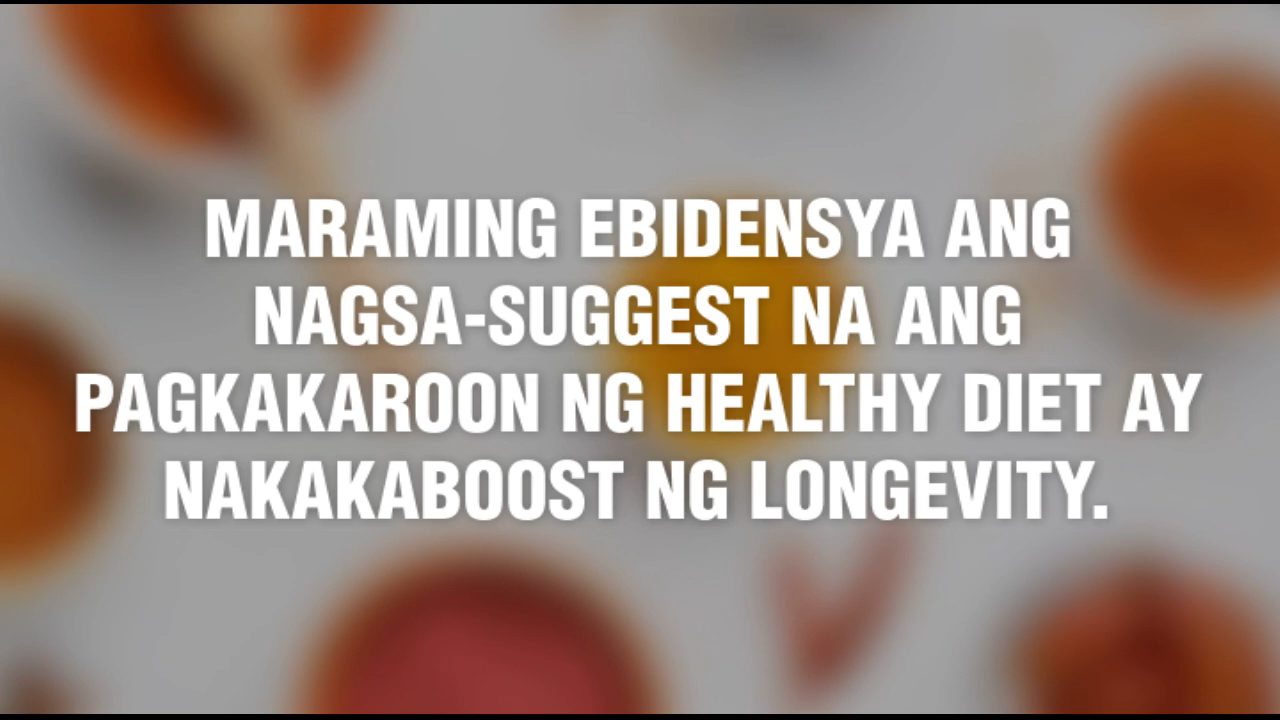 MARAMING EBIDENSYA ANG
NAGSA-SUGGEST NA ANG
PAGKAKAROON NG HEALTHY DIET AY
NAKAKABOOST NG LONGEVITY.